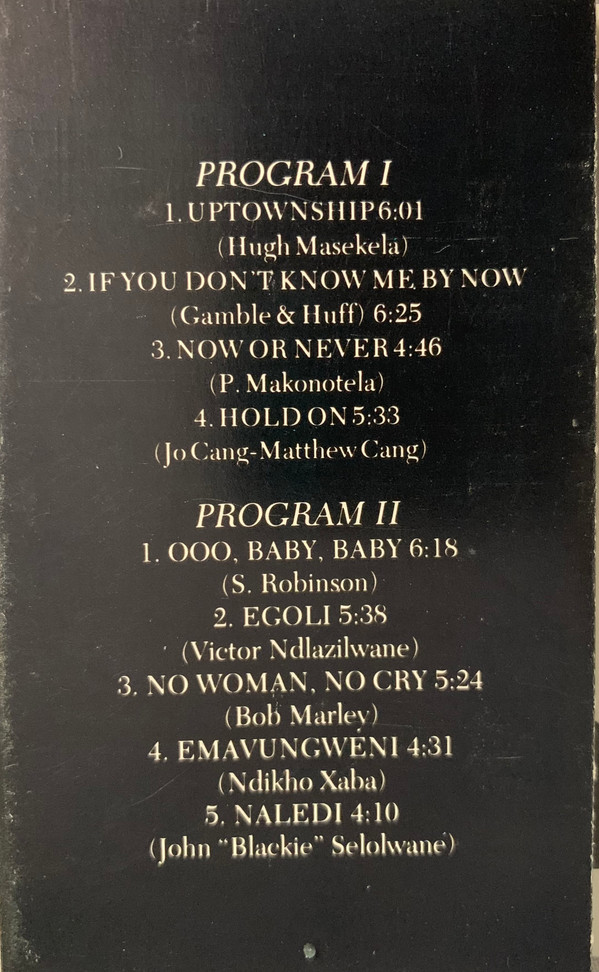 PROGRAM I
1. UPTOWNSHIP 6:01
(Hugh Masekela)
2. IF YOU DON'T KNOW ME BY NOW
(Gamble & Huff) 6:25
3. NOW OR NEVER 4:46
(P. Makonotela)
4. HOLD ON 5:33
(Jo Cang-Matthew Cang)
PROGRAM II
1. OOO, BABY, BABY 6:18
(S. Robinson)
2. EGOLI 5:38
(Victor Ndlazilwane)
3. NO WOMAN, NO CRY 5:24
(Bob Marley)
4. EMAVUNGWENI 4:31
(Ndikho Xaba)
5. NALEDI 4:10
(John "Blackie" Selolwane)